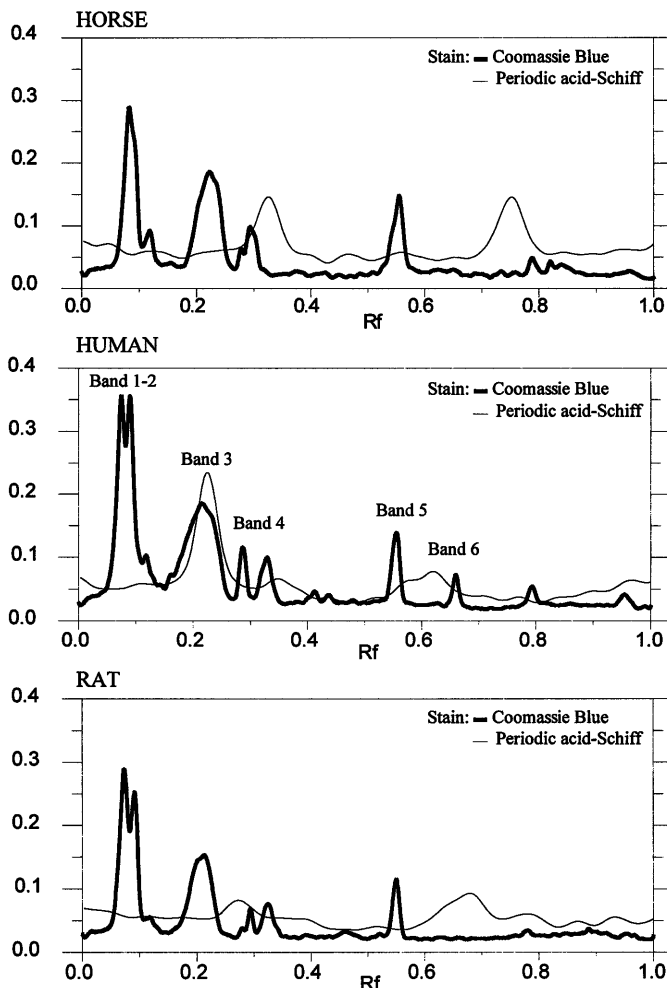 HORSE
0.4
0.3
0.2
0.1
0.0
Stain: Coomassie Blue
Periodic acid-Schiff
0.0 0.2 0.4 0.6 0.8 1.0
Rf
HUMAN
0.4
0.3
0.2
0.1
0.0
Band 1-2
Band 3
Band 4
Band 5
Band 6
Stain: Coomassie Blue
Periodic acid-Schiff
0.0 0.2 0.4 0.6 0.8 1.0
Rf
RAT
0.4
0.3
0.2
0.1
0.0
Stain: Coomassie Blue
Periodic acid-Schiff
0.0 0.2 0.4 0.6 0.8 1.0
Rf